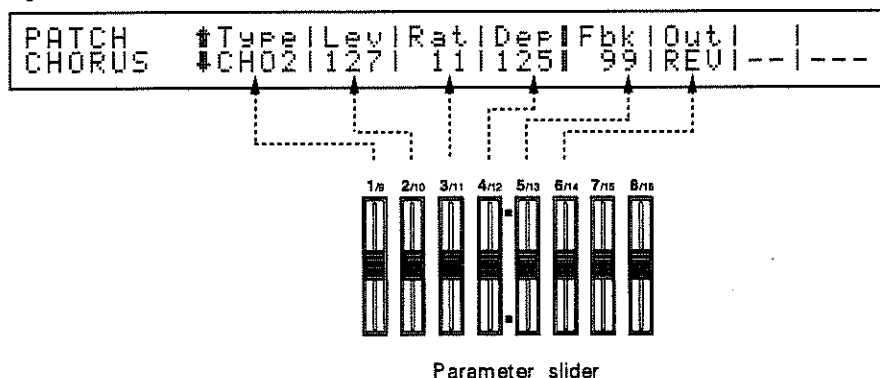 PATCH ⬆Type|Lev|Rat|Dep‖Fbk|Out| |
CHORUS ⬇CHO2|127| 11|125‖ 99|REV|--|---
1/9 2/10 3/11 4/12 5/13 6/14 7/15 8/16
Parameter slider